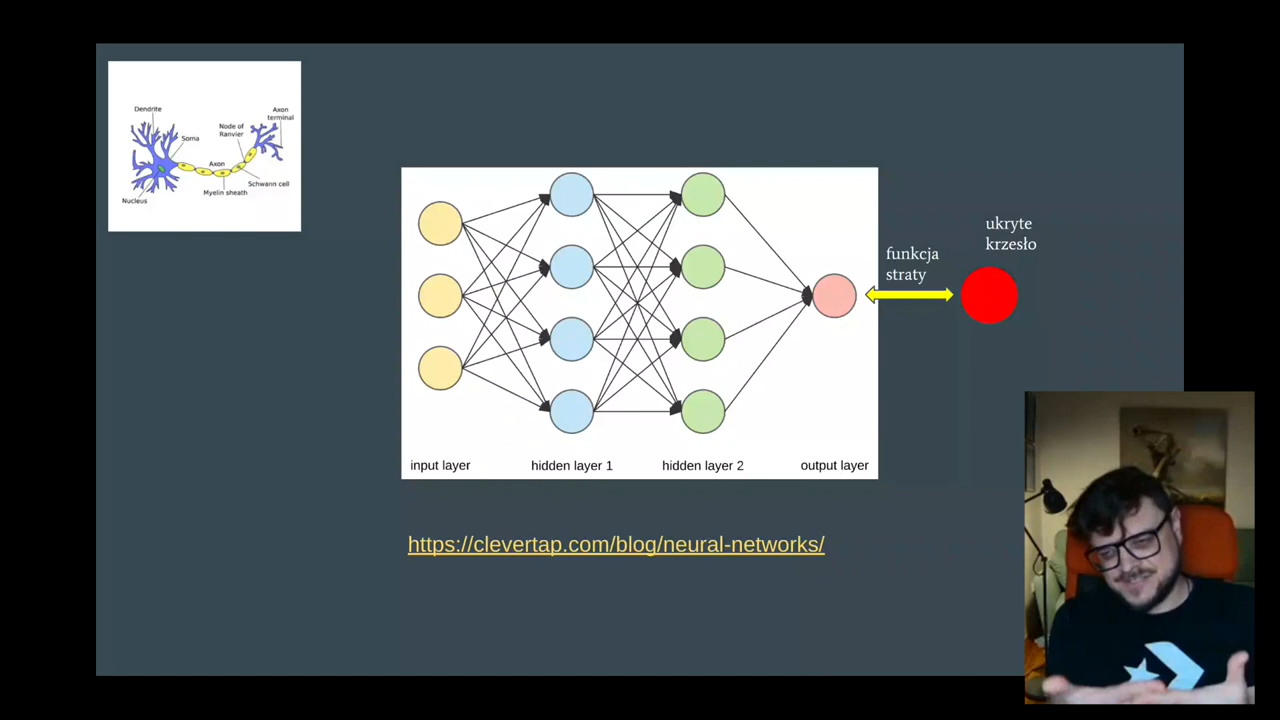 Dendrite
Axon
terminal
Node of
Ranvier
Soma
Axon
Schwann cell
Myelin sheath
Nucleus
ukryte
krzesło
funkcja
straty
input layer
hidden layer 1
hidden layer 2
output layer
https://clevertap.com/blog/neural-networks/